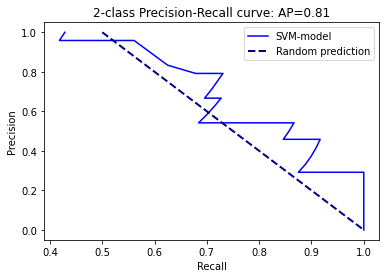 2-class Precision-Recall curve: AP=0.81
SVM-model
Random prediction
Precision
1.0
0.8
0.6
0.4
0.2
0.0
0.4 0.5 0.6 0.7 0.8 0.9 1.0
Recall